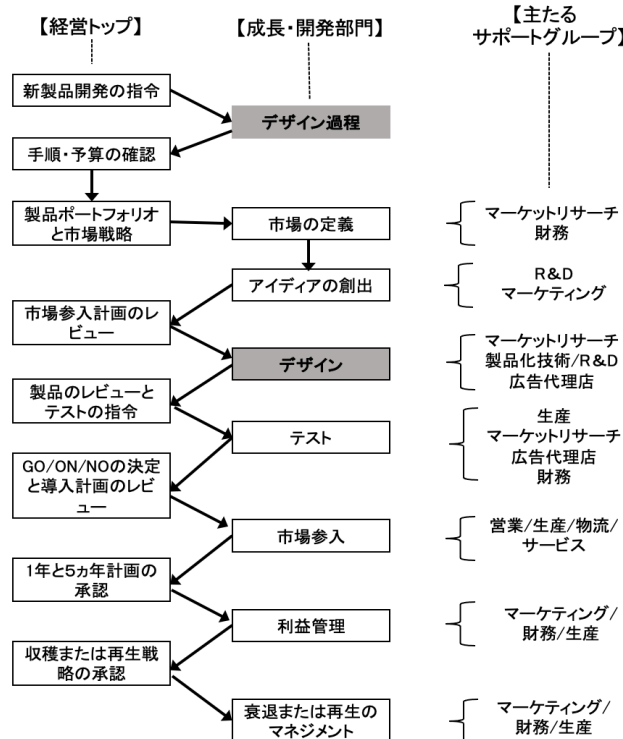 【経営トップ】
【成長・開発部門】
【主たる
サポートグループ】
新製品開発の指令
デザイン過程
手順・予算の確認
製品ポートフォリオ
と市場戦略
市場の定義
マーケットリサーチ
財務
アイディアの創出
R&D
マーケティング
市場参入計画のレ
ビュー
デザイン
マーケットリサーチ
製品化技術/R&D
広告代理店
製品のレビューと
テストの指令
テスト
生産
マーケットリサーチ
広告代理店
財務
GO/ON/NOの決定
と導入計画のレビ
ュー
市場参入
営業/生産/物流/
サービス
1年と5ヵ年計画の
承認
利益管理
マーケティング/
財務/生産
収穫または再生戦
略の承認
衰退または再生の
マネジメント
マーケティング/
財務/生産